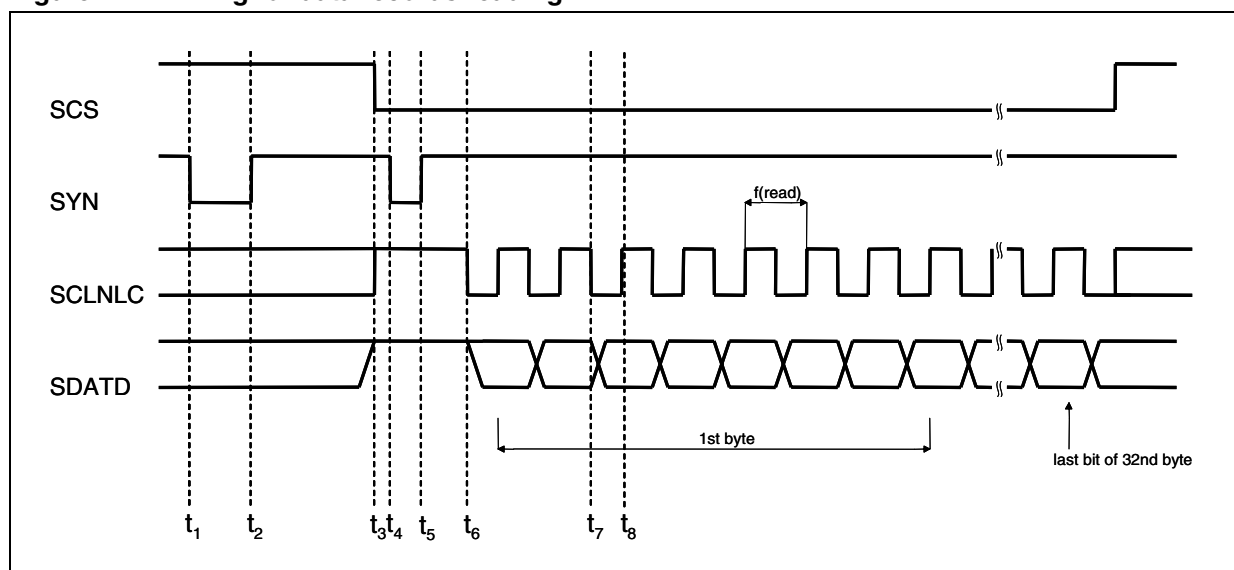 SCS
SYN
f(read)
SCLNLC
SDATD
1st byte
last bit of 32nd byte
t1 t2 t3 t4 t5 t6 t7 t8